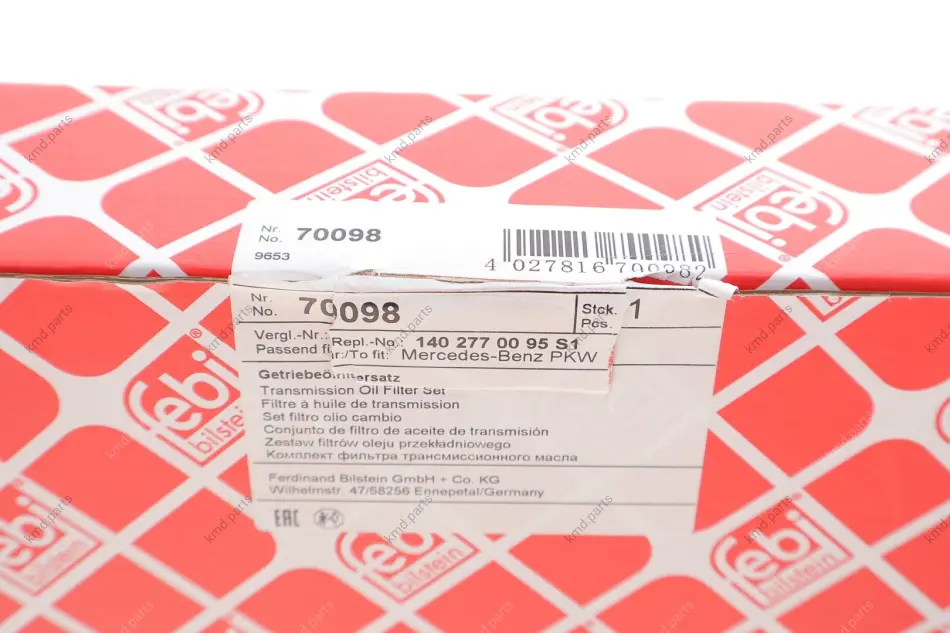 Nr.
No. 70098
9653
4 027816 700982
Nr.
No. 70098
Stck.
Pos. 1
Vergl.-Nr.: Repl.-No.: 140 277 00 95 S1
Passend To fit: Mercedes-Benz PKW
Transmission Oil Filter Set
Filtre à huile de transmission
Set filtro olio cambio
Conjunto de filtro de aceite de transmisión
Zestaw filtrów oleju przekładniowego
Комплект фильтра трансмиссионного масла
Ferdinand Bilstein GmbH + Co. KG
Wilhelmstr. 47/58256 Ennepetal/Germany
EAC
febi
bilstein
kmd.parts